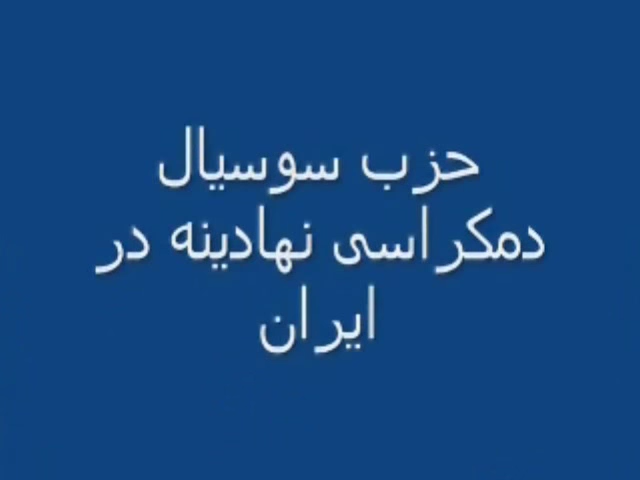 حزب سوسیال
دمکراسی نهادینه در
ایران